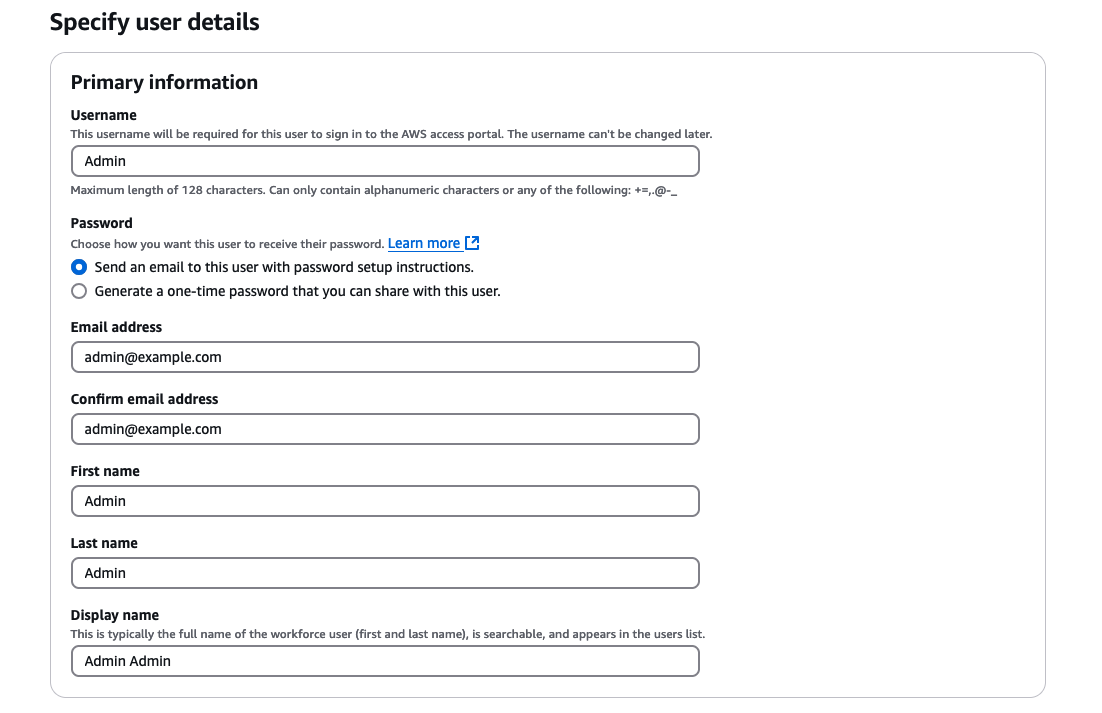 Specify user details
Primary information
Username
This username will be required for this user to sign in to the AWS access portal. The username can't be changed later.
Admin
Maximum length of 128 characters. Can only contain alphanumeric characters or any of the following: +=,.@-_
Password
Choose how you want this user to receive their password. Learn more
Send an email to this user with password setup instructions.
Generate a one-time password that you can share with this user.
Email address
admin@example.com
Confirm email address
admin@example.com
First name
Admin
Last name
Admin
Display name
This is typically the full name of the workforce user (first and last name), is searchable, and appears in the users list.
Admin Admin